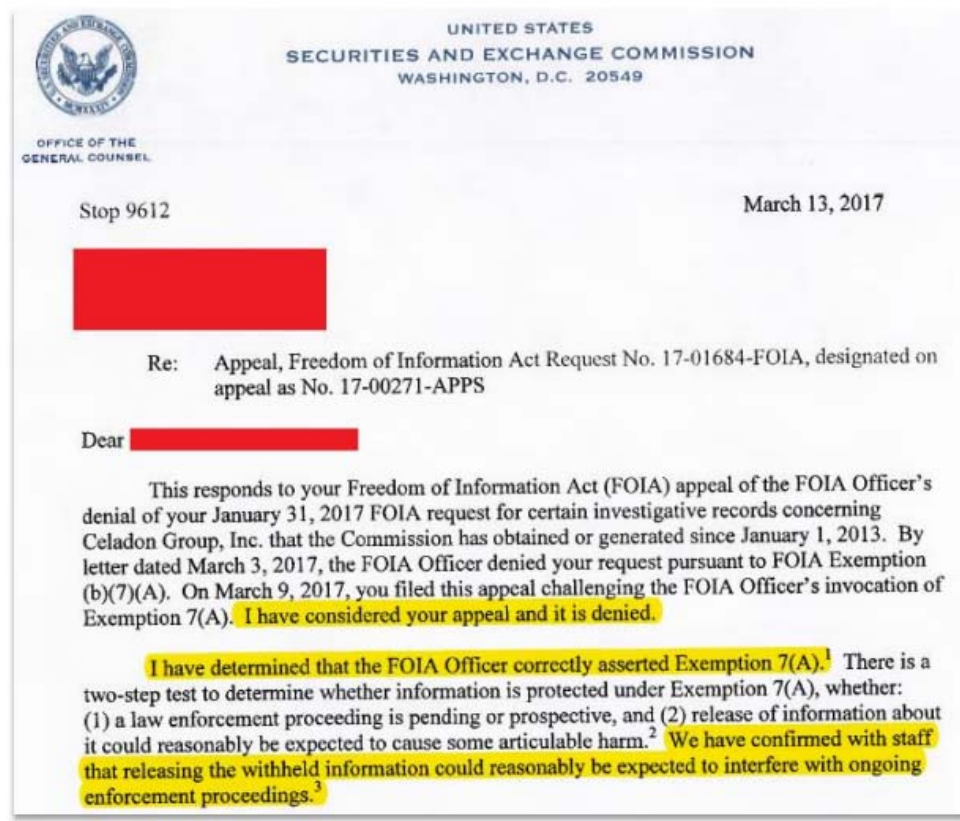 UNITED STATES
SECURITIES AND EXCHANGE COMMISSION
WASHINGTON, D.C. 20549
OFFICE OF THE
GENERAL COUNSEL
Stop 9612
March 13, 2017
Re: Appeal, Freedom of Information Act Request No. 17-01684-FOIA, designated on
appeal as No. 17-00271-APPS
Dear
This responds to your Freedom of Information Act (FOIA) appeal of the FOIA Officer's
denial of your January 31, 2017 FOIA request for certain investigative records concerning
Celadon Group, Inc. that the Commission has obtained or generated since January 1, 2013. By
letter dated March 3, 2017, the FOIA Officer denied your request pursuant to FOIA Exemption
(b)(7)(A). On March 9, 2017, you filed this appeal challenging the FOIA Officer's invocation of
Exemption 7(A). I have considered your appeal and it is denied.
I have determined that the FOIA Officer correctly asserted Exemption 7(A).1 There is a
two-step test to determine whether information is protected under Exemption 7(A), whether:
(1) a law enforcement proceeding is pending or prospective, and (2) release of information about
it could reasonably be expected to cause some articulable harm.2 We have confirmed with staff
that releasing the withheld information could reasonably be expected to interfere with ongoing
enforcement proceedings.3